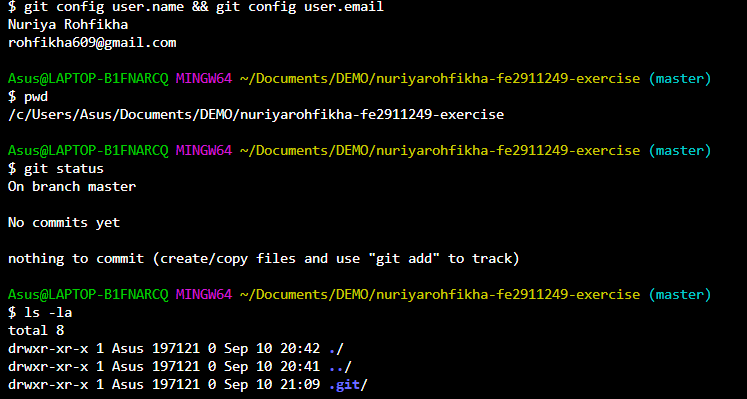 $ git config user.name && git config user.email
Nuriya Rohfikha
rohfikha609@gmail.com
Asus@LAPTOP-B1FNARCQ MINGW64 ~/Documents/DEMO/nuriyarohfikha-fe2911249-exercise (master)
$ pwd
/c/Users/Asus/Documents/DEMO/nuriyarohfikha-fe2911249-exercise
Asus@LAPTOP-B1FNARCQ MINGW64 ~/Documents/DEMO/nuriyarohfikha-fe2911249-exercise (master)
$ git status
On branch master
No commits yet
nothing to commit (create/copy files and use "git add" to track)
Asus@LAPTOP-B1FNARCQ MINGW64 ~/Documents/DEMO/nuriyarohfikha-fe2911249-exercise (master)
$ ls -la
total 8
drwxr-xr-x 1 Asus 197121 0 Sep 10 20:42 ./
drwxr-xr-x 1 Asus 197121 0 Sep 10 20:41 ../
drwxr-xr-x 1 Asus 197121 0 Sep 10 21:09 .git/